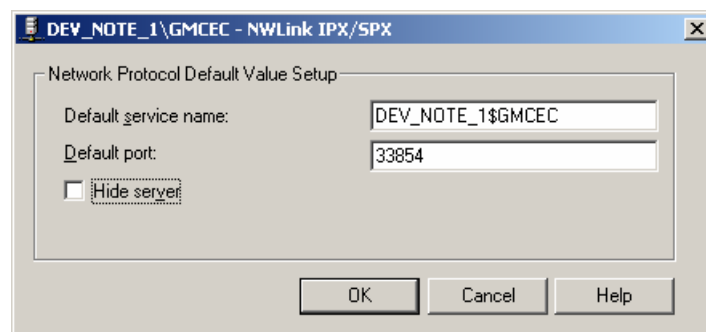 DEV_NOTE_1\GMCEC - NWLink IPX/SPX
Network Protocol Default Value Setup
Default service name: DEV_NOTE_1$GMCEC
Default port: 33854
Hide server
OK Cancel Help